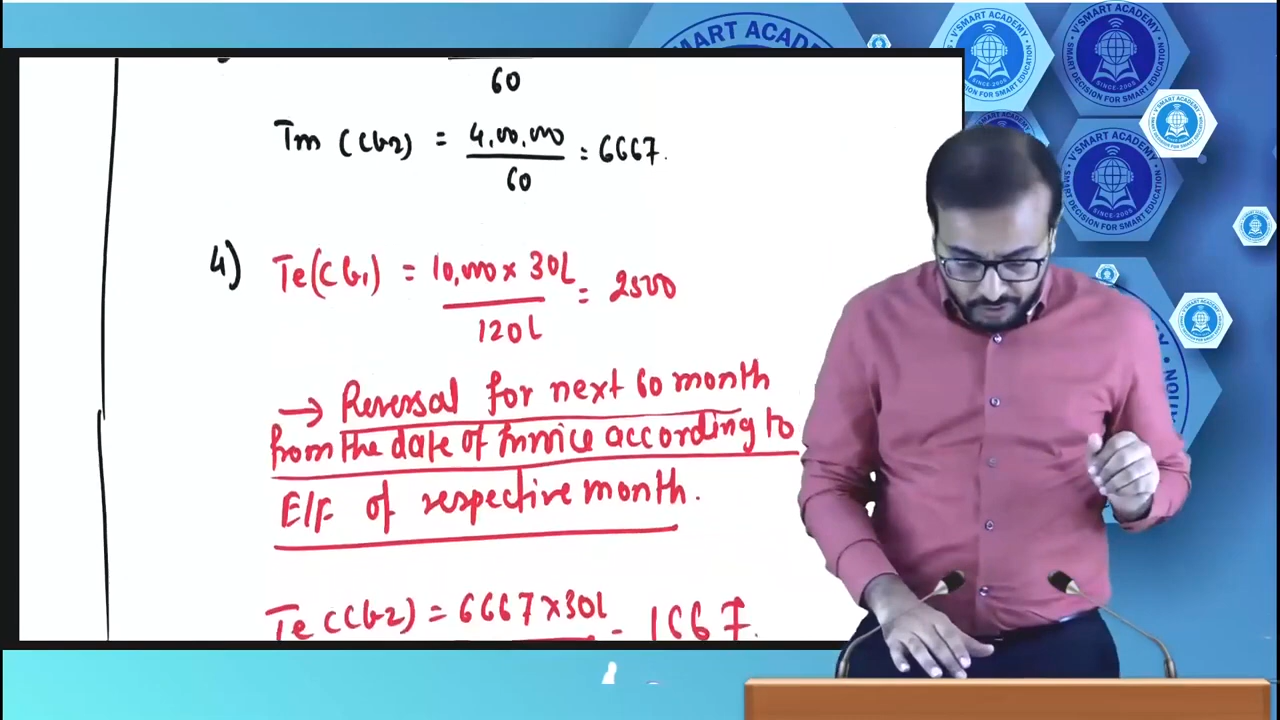 60
Tm (CG2) = 4,00,000 = 6667.
60
4) Te(CG1) = 10,000 x 30L = 2500
120L
→ Reversal for next 60 month
from the date of Invoice according to
E/F of respective month.
Te (CG2) = 6667 x 30L = 1667.
V'SMART ACADEMY
SMART DECISION FOR SMART EDUCATION
SINCE-2005